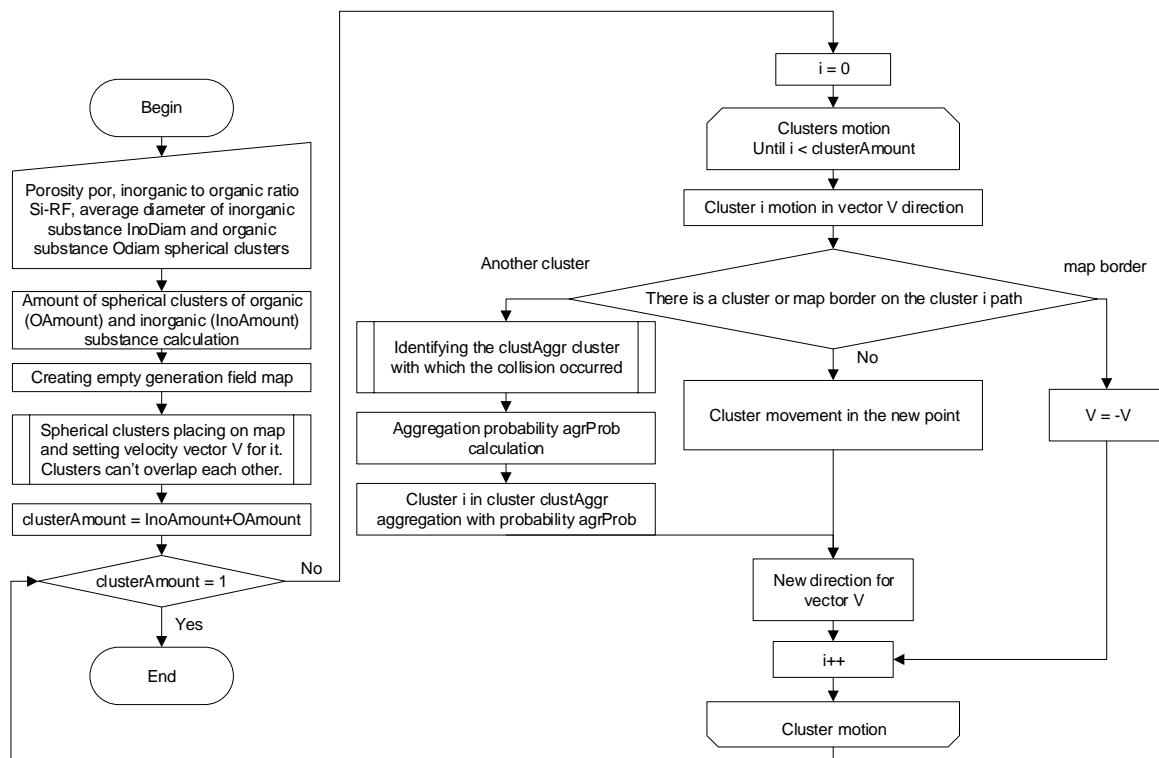 Begin
Porosity por, inorganic to organic ratio
Si-RF, average diameter of inorganic
substance InoDiam and organic
substance Odiam spherical clusters
Amount of spherical clusters of organic
(OAmount) and inorganic (InoAmount)
substance calculation
Creating empty generation field map
Spherical clusters placing on map
and setting velocity vector V for it.
Clusters can’t overlap each other.
clusterAmount = InoAmount+OAmount
clusterAmount = 1
No
Yes
End
i = 0
Clusters motion
Until i < clusterAmount
Cluster i motion in vector V direction
There is a cluster or map border on the cluster i path
Another cluster
map border
No
Identifying the clustAggr cluster
with which the collision occurred
Aggregation probability agrProb
calculation
Cluster i in cluster clustAggr
aggregation with probability agrProb
Cluster movement in the new point
V = -V
New direction for
vector V
i++
Cluster motion